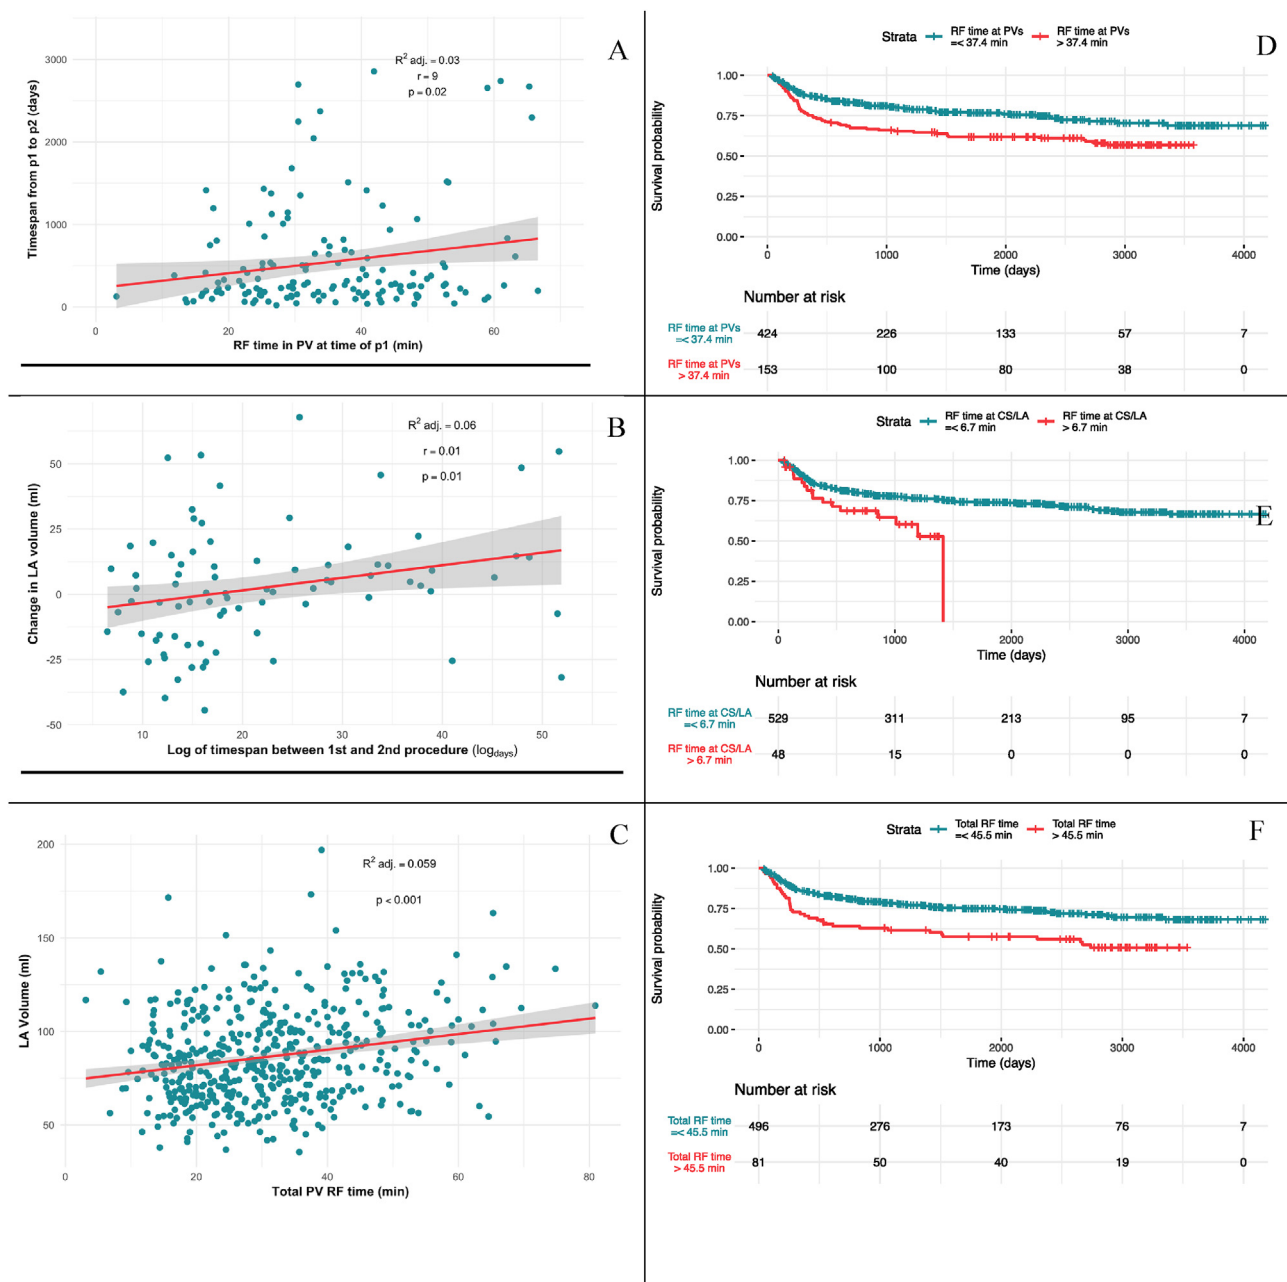 A
R2 adj. = 0.03
r = 9
p = 0.02
Timespan from p1 to p2 (days)
3000
2000
1000
0
0 20 40 60
RF time in PV at time of p1 (min)
B
R2 adj. = 0.06
r = 0.01
p = 0.01
Change in LA volume (ml)
50
25
0
-25
-50
10 20 30 40 50
Log of timespan between 1st and 2nd procedure (logdays)
C
R2 adj. = 0.059
p < 0.001
LA Volume (ml)
200
150
100
50
0 20 40 60 80
Total PV RF time (min)
D
Strata RF time at PVs =< 37.4 min RF time at PVs > 37.4 min
Survival probability
1.00
0.75
0.50
0.25
0.00
0 1000 2000 3000 4000
Time (days)
Number at risk
RF time at PVs =< 37.4 min 424 226 133 57 7
RF time at PVs > 37.4 min 153 100 80 38 0
E
Strata RF time at CS/LA =< 6.7 min RF time at CS/LA > 6.7 min
Survival probability
1.00
0.75
0.50
0.25
0.00
0 1000 2000 3000 4000
Time (days)
Number at risk
RF time at CS/LA =< 6.7 min 529 311 213 95 7
RF time at CS/LA > 6.7 min 48 15 0 0 0
F
Strata Total RF time =< 45.5 min Total RF time > 45.5 min
Survival probability
1.00
0.75
0.50
0.25
0.00
0 1000 2000 3000 4000
Time (days)
Number at risk
Total RF time =< 45.5 min 496 276 173 76 7
Total RF time > 45.5 min 81 50 40 19 0